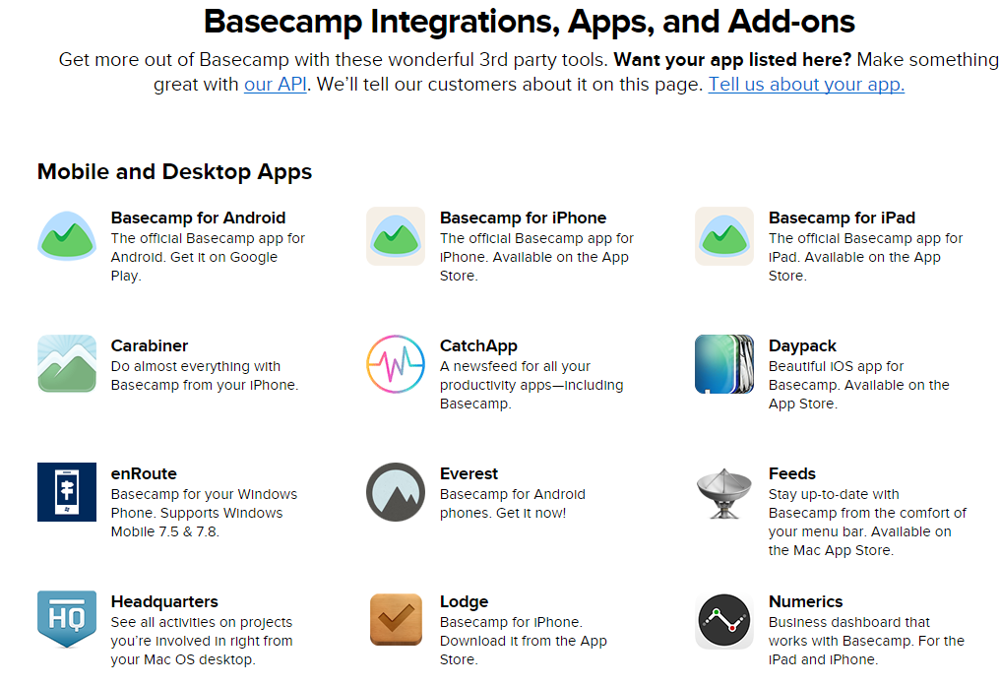 Basecamp Integrations, Apps, and Add-ons
Get more out of Basecamp with these wonderful 3rd party tools. Want your app listed here? Make something
great with our API. We’ll tell our customers about it on this page. Tell us about your app.
Mobile and Desktop Apps
Basecamp for Android
The official Basecamp app for
Android. Get it on Google
Play.
Basecamp for iPhone
The official Basecamp app for
iPhone. Available on the App
Store.
Basecamp for iPad
The official Basecamp app for
iPad. Available on the App
Store.
Carabiner
Do almost everything with
Basecamp from your iPhone.
CatchApp
A newsfeed for all your
productivity apps—including
Basecamp.
Daypack
Beautiful iOS app for
Basecamp. Available on the
App Store.
enRoute
Basecamp for your Windows
Phone. Supports Windows
Mobile 7.5 & 7.8.
Everest
Basecamp for Android
phones. Get it now!
Feeds
Stay up-to-date with
Basecamp from the comfort of
your menu bar. Available on
the Mac App Store.
HQ
Headquarters
See all activities on projects
you’re involved in right from
your Mac OS desktop.
Lodge
Basecamp for iPhone.
Download it from the App
Store.
Numerics
Business dashboard that
works with Basecamp. For the
iPad and iPhone.